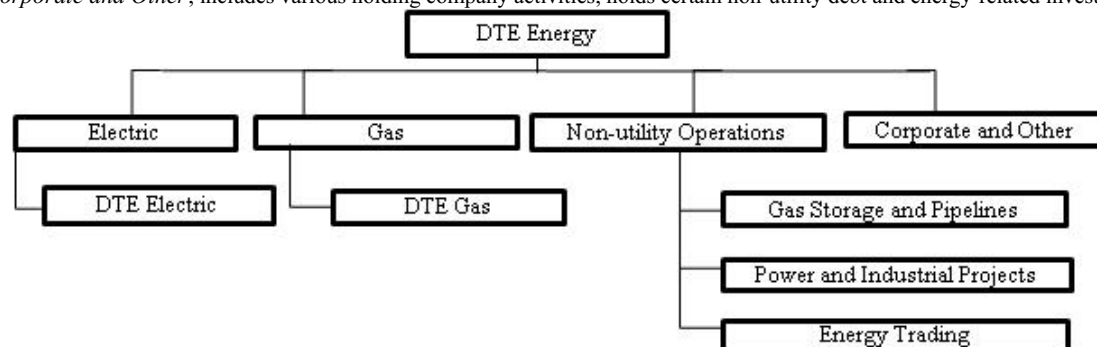 Corporate and Other, includes various holding company activities, holds certain non-utility debt and energy-related
DTE Energy
Electric
Gas
Non-utility Operations
Corporate and Other
DTE Electric
DTE Gas
Gas Storage and Pipelines
Power and Industrial Projects
Energy Trading